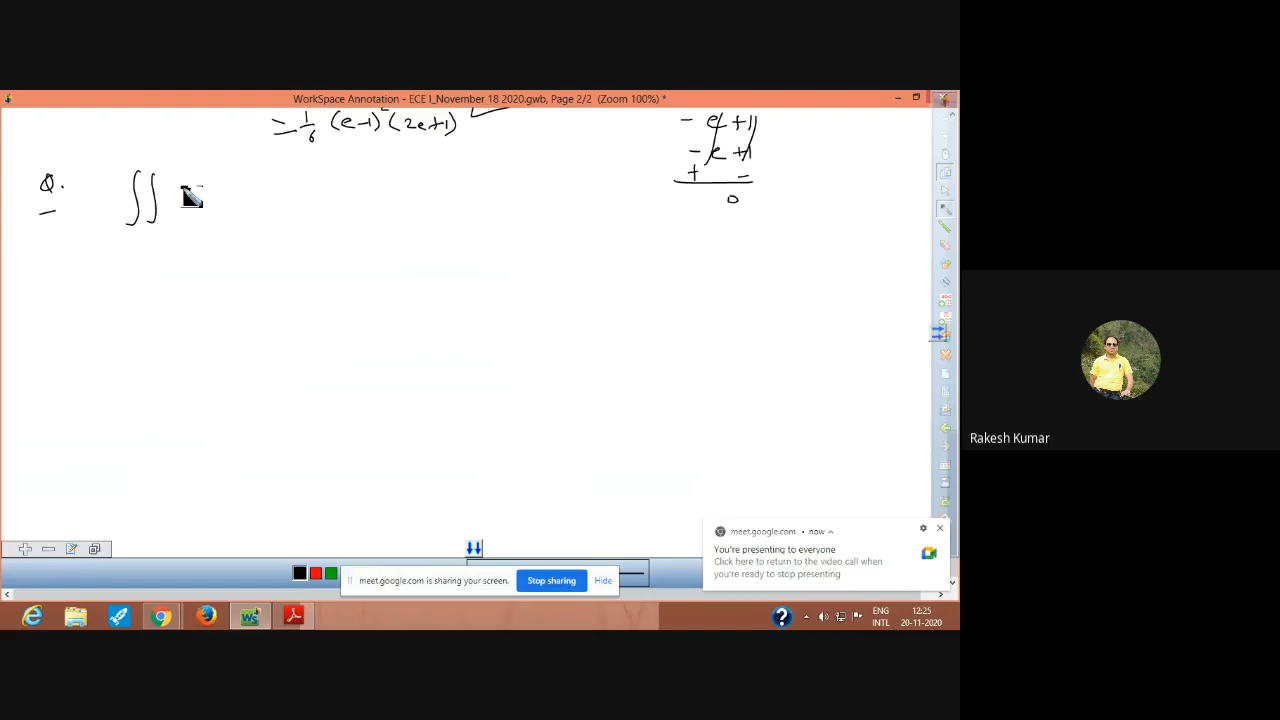 WorkSpace Annotation - ECE I_November 18 2020.gwb, Page 2/2 (Zoom 100%) *
= 1/6 (e-1)² (2e+1)
- e + 1
- e + 1
+ -
0
Q.
∫∫
Rakesh Kumar
meet.google.com • now
You're presenting to everyone
Click here to return to the video call when
you're ready to stop presenting
meet.google.com is sharing your screen.
Stop sharing
Hide
ENG
INTL
12:25
20-11-2020